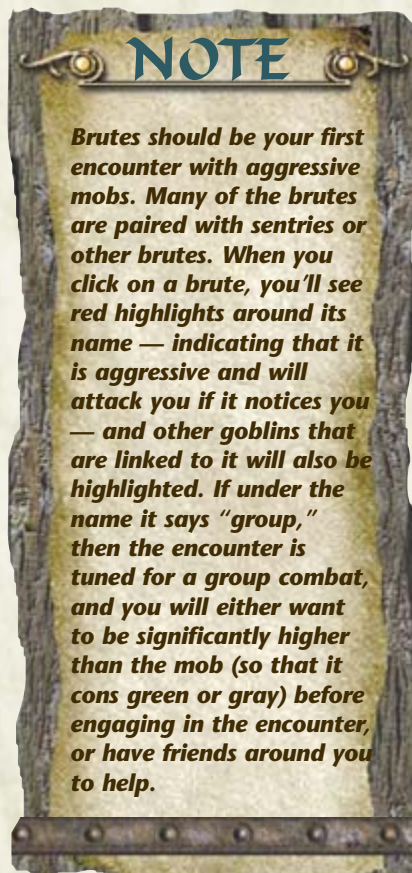 NOTE
Brutes should be your first
encounter with aggressive
mobs. Many of the brutes
are paired with sentries or
other brutes. When you
click on a brute, you'll see
red highlights around its
name — indicating that it
is aggressive and will
attack you if it notices you
— and other goblins that
are linked to it will also be
highlighted. If under the
name it says "group,"
then the encounter is
tuned for a group combat,
and you will either want
to be significantly higher
than the mob (so that it
cons green or gray) before
engaging in the encounter,
or have friends around you
to help.